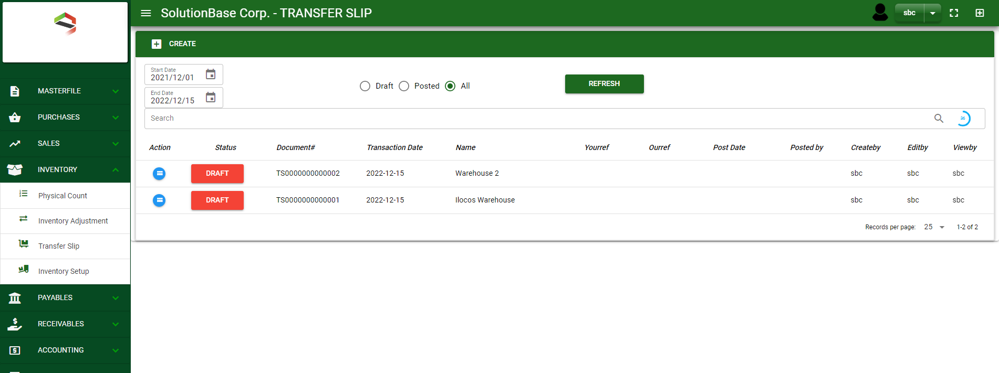 SolutionBase Corp. - TRANSFER SLIP
sbc
CREATE
MASTERFILE
PURCHASES
SALES
INVENTORY
Physical Count
Inventory Adjustment
Transfer Slip
Inventory Setup
PAYABLES
RECEIVABLES
ACCOUNTING
Start Date
2021/12/01
End Date
2022/12/15
Draft Posted All
REFRESH
Search
36
Action Status Document# Transaction Date Name Yourref Ourref Post Date Posted by Createby Editby Viewby
DRAFT TS0000000000002 2022-12-15 Warehouse 2 sbc sbc sbc
DRAFT TS0000000000001 2022-12-15 Ilocos Warehouse sbc sbc sbc
Records per page: 25 1-2 of 2